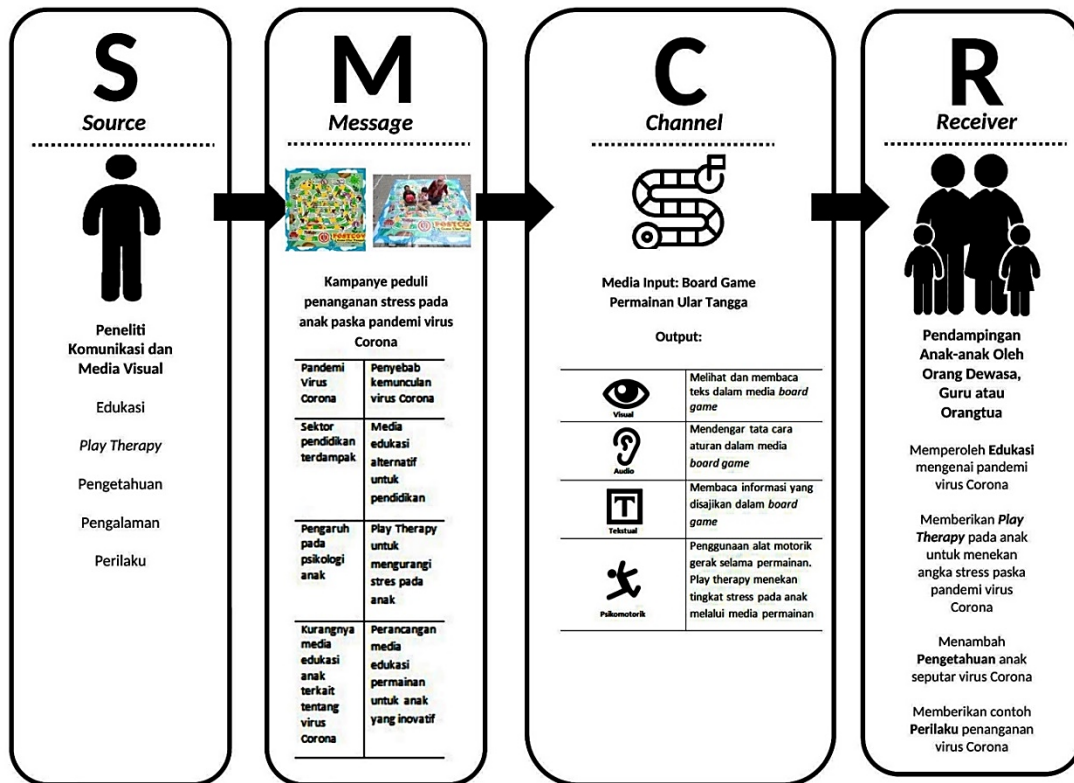 S
Source
Peneliti
Komunikasi dan
Media Visual
Edukasi
Play Therapy
Pengetahuan
Pengalaman
Perilaku
M
Message
Kampanye peduli
penanganan stress pada
anak paska pandemi virus
Corona
Pandemi
Virus
Corona
Penyebab
kemunculan
virus Corona
Sektor
pendidikan
terdampak
Media
edukasi
alternatif
untuk
pendidikan
Pengaruh
pada
psikologi
anak
Play Therapy
untuk
mengurangi
stres pada
anak
Kurangnya
media
edukasi
anak
terkait
tentang
virus
Corona
Perancangan
media
edukasi
permainan
untuk anak
yang inovatif
C
Channel
Media Input: Board Game
Permainan Ular Tangga
Output:
Visual
Melihat dan membaca
teks dalam media board
game
Audio
Mendengar tata cara
aturan dalam media
board game
T
Tekstual
Membaca informasi yang
disajikan dalam board
game
Psikomotorik
Penggunaan alat motorik
gerak selama permainan.
Play therapy menekan
tingkat stress pada anak
melalui media permainan
R
Receiver
Pendampingan
Anak-anak Oleh
Orang Dewasa,
Guru atau
Orangtua
Memperoleh Edukasi
mengenai pandemi
virus Corona
Memberikan Play
Therapy pada anak
untuk menekan
angka stress paska
pandemi virus
Corona
Menambah
Pengetahuan anak
seputar virus Corona
Memberikan contoh
Perilaku penanganan
virus Corona